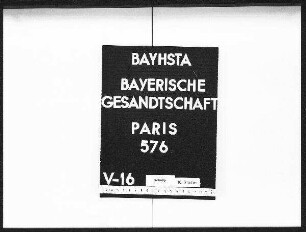 BAYHSTA
BAYERISCHE
GESANDTSCHAFT
PARIS
576
V-16